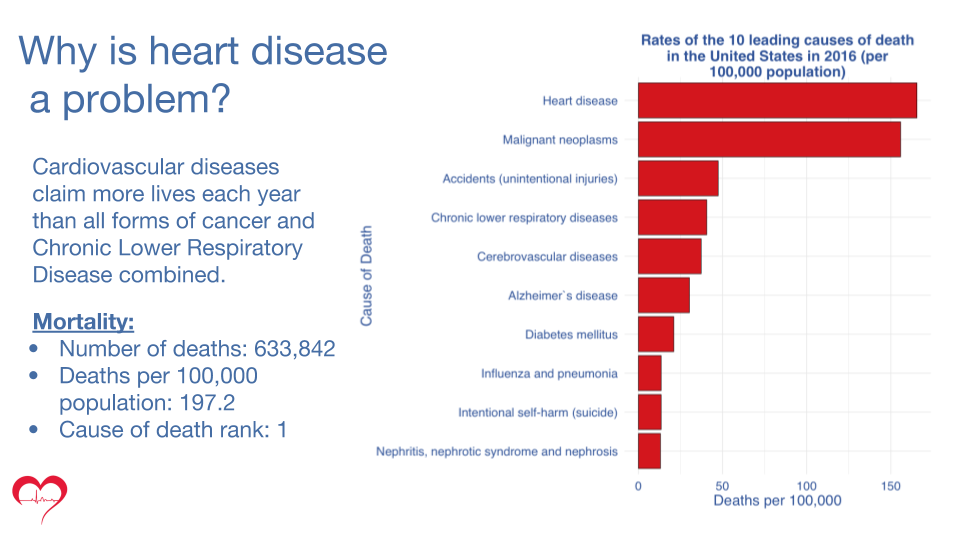 Why is heart disease
a problem?
Cardiovascular diseases
claim more lives each year
than all forms of cancer and
Chronic Lower Respiratory
Disease combined.
Mortality:
• Number of deaths: 633,842
• Deaths per 100,000
population: 197.2
• Cause of death rank: 1
Rates of the 10 leading causes of death
in the United States in 2016 (per
100,000 population)
Cause of Death
Heart disease
Malignant neoplasms
Accidents (unintentional injuries)
Chronic lower respiratory diseases
Cerebrovascular diseases
Alzheimer`s disease
Diabetes mellitus
Influenza and pneumonia
Intentional self-harm (suicide)
Nephritis, nephrotic syndrome and nephrosis
0 50 100 150
Deaths per 100,000